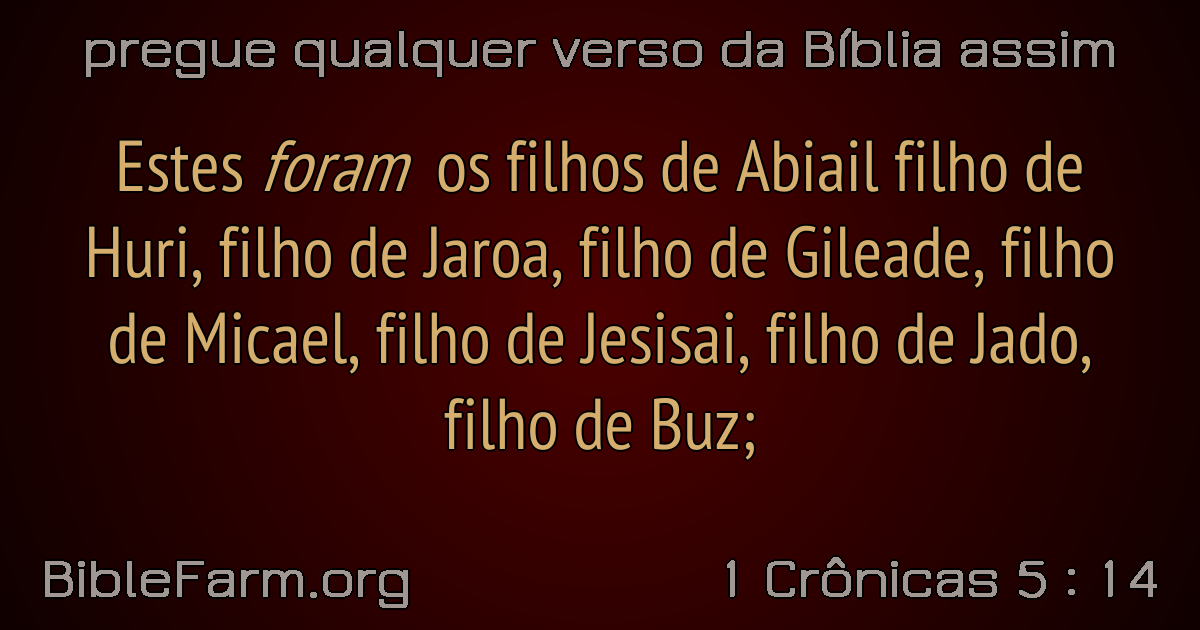 pregue qualquer verso da Bíblia assim
Estes foram os filhos de Abiail filho de
Huri, filho de Jaroa, filho de Gileade, filho
de Micael, filho de Jesisai, filho de Jado,
filho de Buz;
BibleFarm.org
1 Crônicas 5 : 14